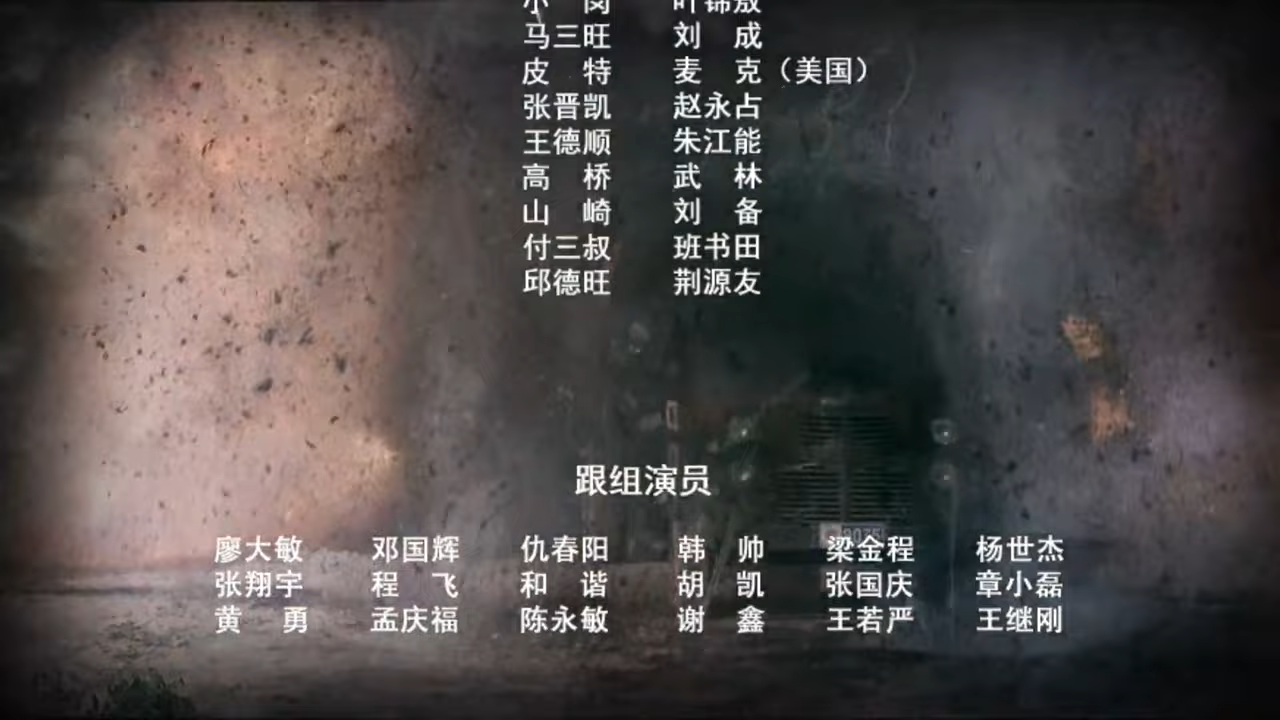 马三旺 刘成
皮特 麦克（美国）
张晋凯 赵永占
王德顺 朱江能
高桥 武林
山崎 刘备
付三叔 班书田
邱德旺 荆源友
跟组演员
廖大敏 邓国辉 仇春阳 韩帅 梁金程 杨世杰
张翔宇 程飞 和谐 胡凯 张国庆 章小磊
黄勇 孟庆福 陈永敏 谢鑫 王若严 王继刚